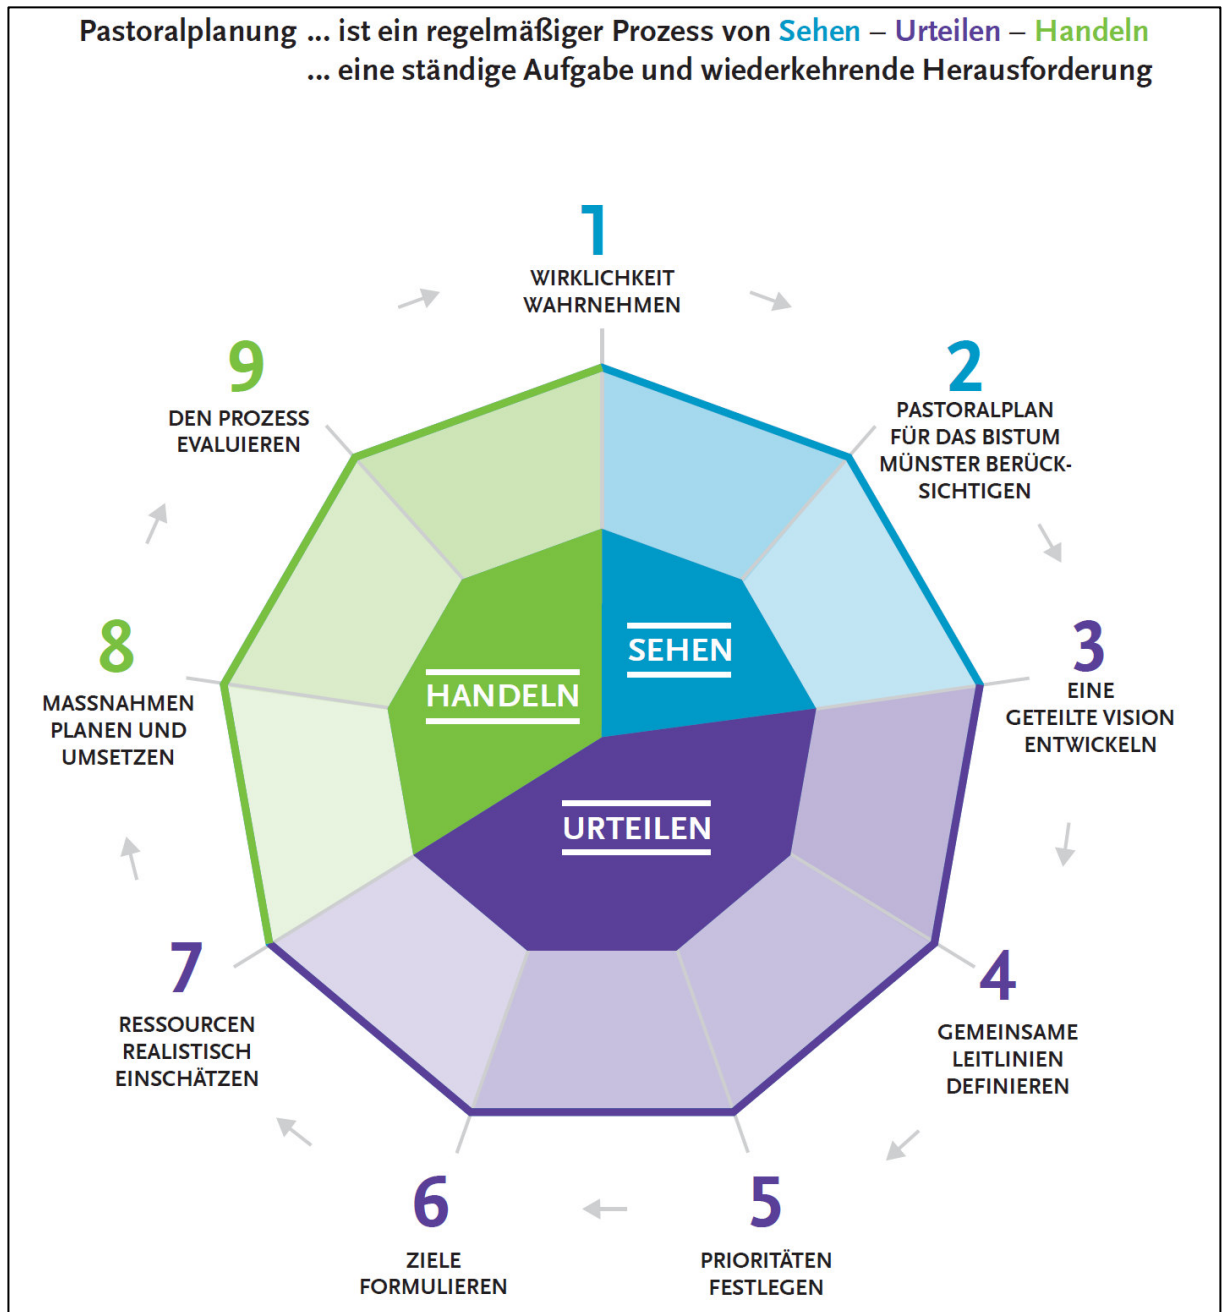 Pastoralplanung ... ist ein regelmäßiger Prozess von Sehen – Urteilen – Handeln
... eine ständige Aufgabe und wiederkehrende Herausforderung
1
WIRKLICHKEIT
WAHRNEHMEN
2
PASTORALPLAN
FÜR DAS BISTUM
MÜNSTER BERÜCK-
SICHTIGEN
3
EINE
GETEILTE VISION
ENTWICKELN
4
GEMEINSAME
LEITLINIEN
DEFINIEREN
5
PRIORITÄTEN
FESTLEGEN
6
ZIELE
FORMULIEREN
7
RESSOURCEN
REALISTISCH
EINSCHÄTZEN
8
MASSNAHMEN
PLANEN UND
UMSETZEN
9
DEN PROZESS
EVALUIEREN
SEHEN
URTEILEN
HANDELN